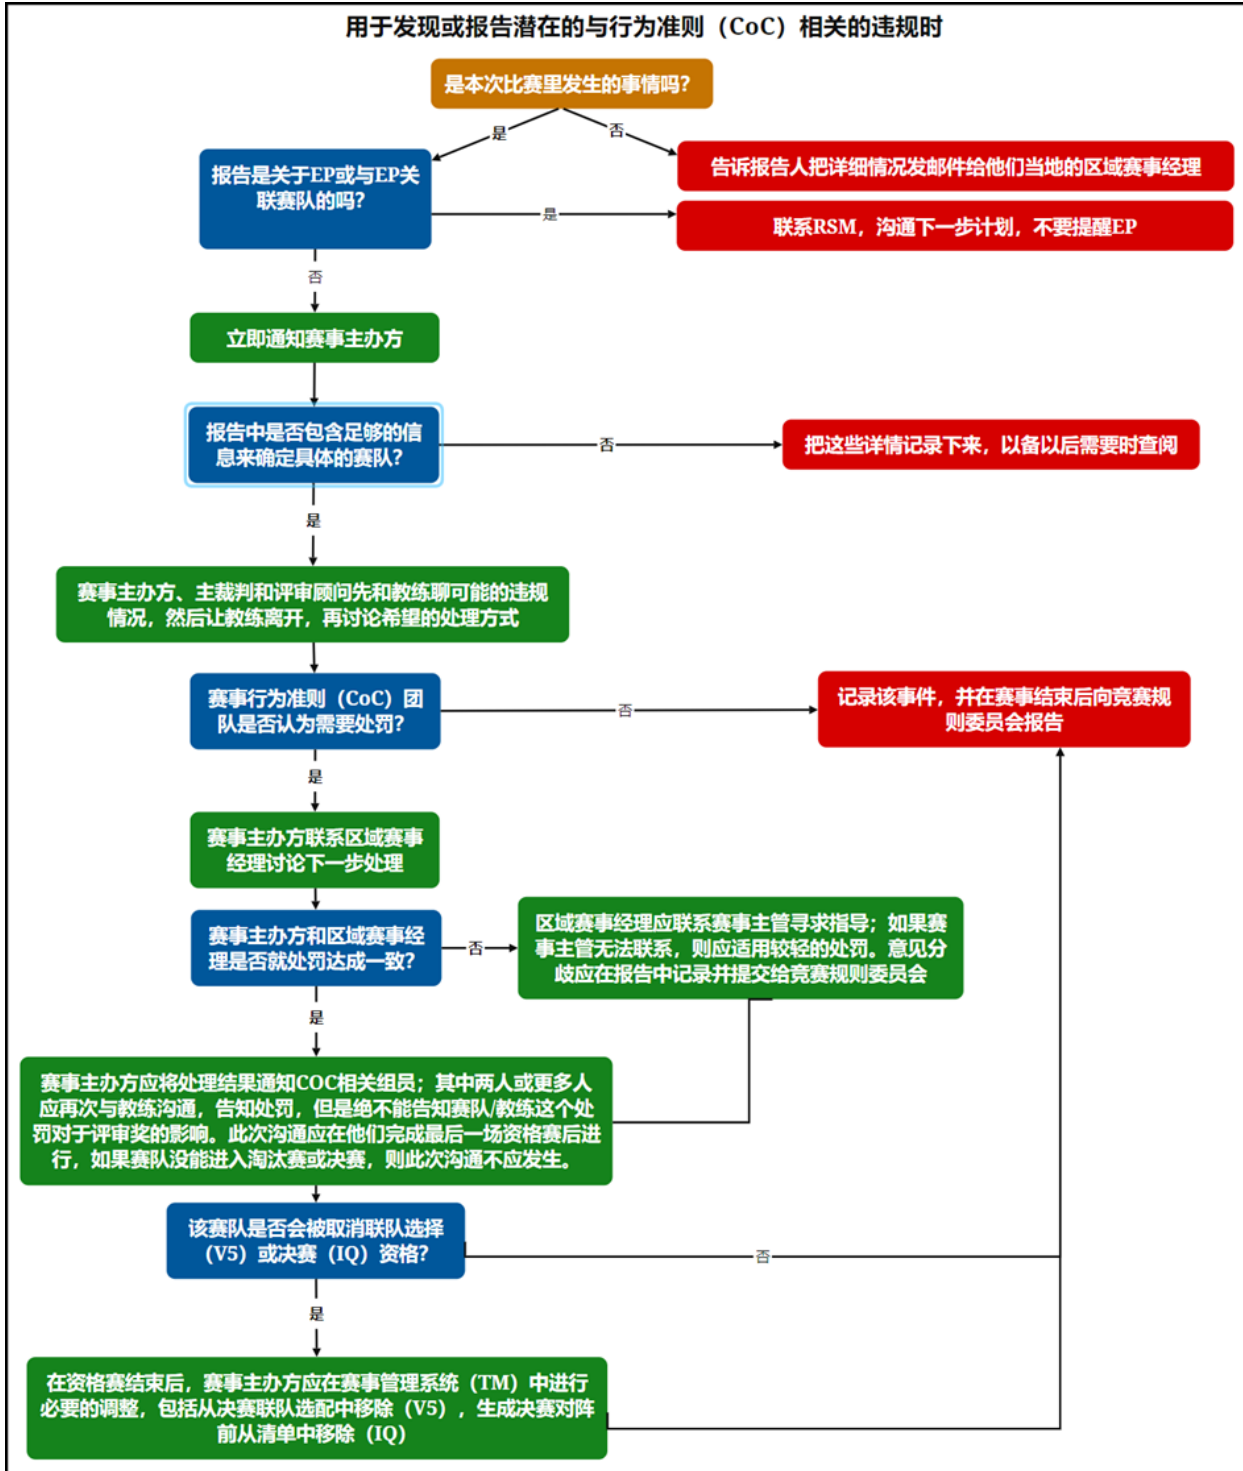 用于发现或报告潜在的与行为准则（CoC）相关的违规时
是本次比赛里发生的事情吗？
是
否
报告是关于EP或与EP关
联赛队的吗？
告诉报告人把详细情况发邮件给他们当地的区域赛事经理
是
联系RSM，沟通下一步计划，不要提醒EP
否
立即通知赛事主办方
报告中是否包含足够的信
息来确定具体的赛队？
否
把这些详情记录下来，以备以后需要时查阅
是
赛事主办方、主裁判和评审顾问先和教练聊可能的违规
情况，然后让教练离开，再讨论希望的处理方式
赛事行为准则（CoC）团
队是否认为需要处罚？
否
记录该事件，并在赛事结束后向竞赛规
则委员会报告
是
赛事主办方联系区域赛事
经理讨论下一步处理
赛事主办方和区域赛事经
理是否就处罚达成一致？
否
区域赛事经理应联系赛事主管寻求指导；如果赛
事主管无法联系，则应适用较轻的处罚。意见分
歧应在报告中记录并提交给竞赛规则委员会
是
赛事主办方应将处理结果通知COC相关组员；其中两人或更多人
应再次与教练沟通，告知处罚，但是绝不能告知赛队/教练这个处
罚对于评审奖的影响。此次沟通应在他们完成最后一场资格赛后进
行，如果赛队没能进入淘汰赛或决赛，则此次沟通不应发生。
该赛队是否会被取消联队选择
（V5）或决赛（IQ）资格？
否
是
在资格赛结束后，赛事主办方应在赛事管理系统（TM）中进行
必要的调整，包括从决赛联队选配中移除（V5），生成决赛对阵
前从清单中移除（IQ）